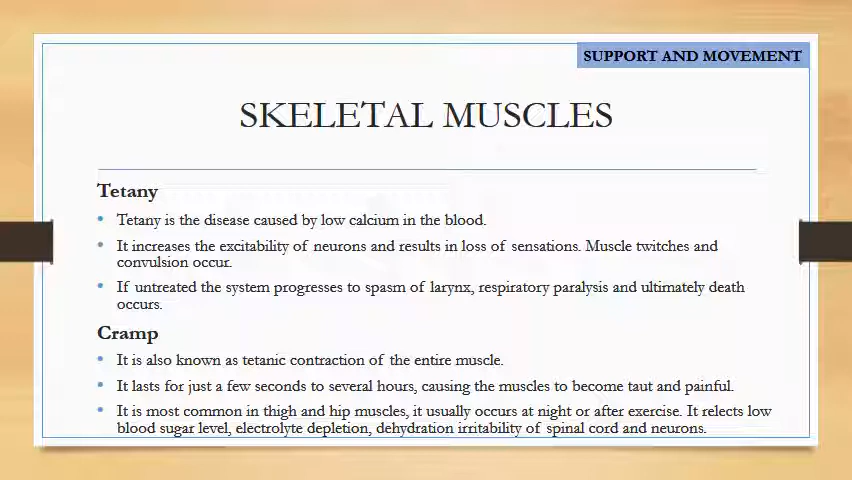 SUPPORT AND MOVEMENT
SKELETAL MUSCLES
Tetany
• Tetany is the disease caused by low calcium in the blood.
• It increases the excitability of neurons and results in loss of sensations. Muscle twitches and
convulsion occur.
• If untreated the system progresses to spasm of larynx, respiratory paralysis and ultimately death
occurs.
Cramp
• It is also known as tetanic contraction of the entire muscle.
• It lasts for just a few seconds to several hours, causing the muscles to become taut and painful.
• It is most common in thigh and hip muscles, it usually occurs at night or after exercise. It relects low
blood sugar level, electrolyte depletion, dehydration irritability of spinal cord and neurons.